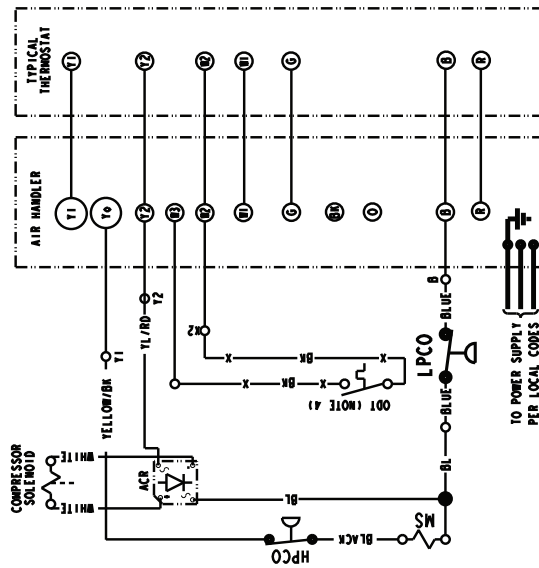 TYPICAL
THERMOSTAT
Y1
Y2
W2
W1
G
B
R
AIR HANDLER
Y1
Yo
Y2
W3
W2
W1
G
BK
O
B
R
Y2
X2
B
Y1
YL/RD
YELLOW/BK
X
BK
X
X
BK
X
ODT (NOTE 4)
BLUE
LPCO
BLUE
BL
TO POWER SUPPLY
PER LOCAL CODES
COMPRESSOR
SOLENOID
WHITE
WHITE
ACR
BL
HPCO
BLACK
MS